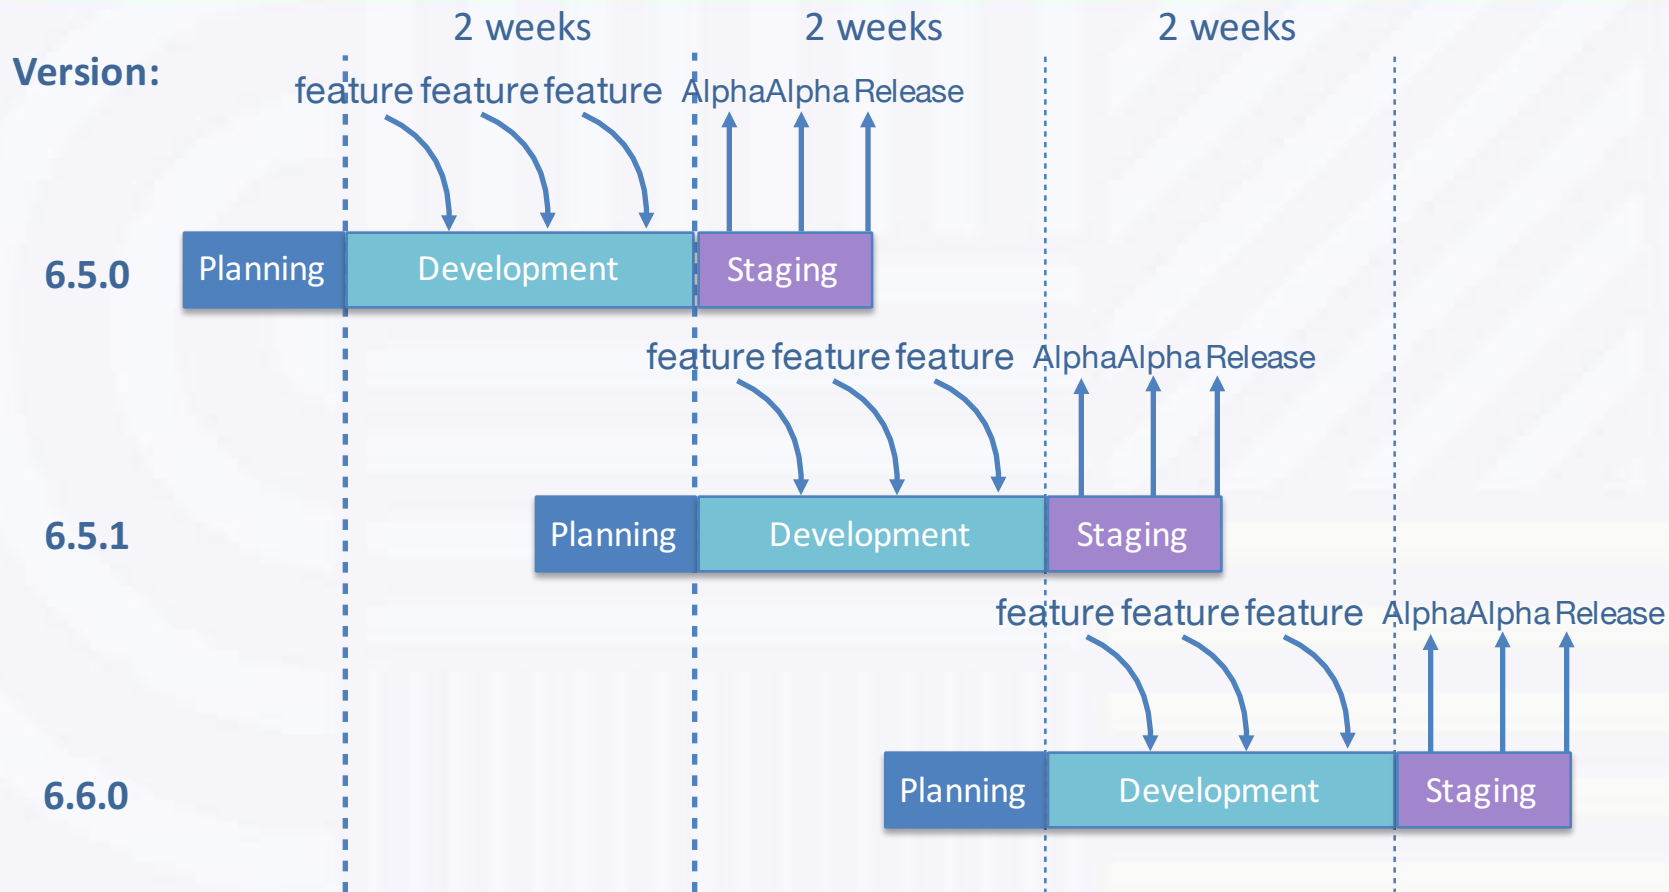 2 weeks 2 weeks 2 weeks
Version:
feature feature feature Alpha Alpha Release
6.5.0 Planning Development Staging
feature feature feature Alpha Alpha Release
6.5.1 Planning Development Staging
feature feature feature Alpha Alpha Release
6.6.0 Planning Development Staging